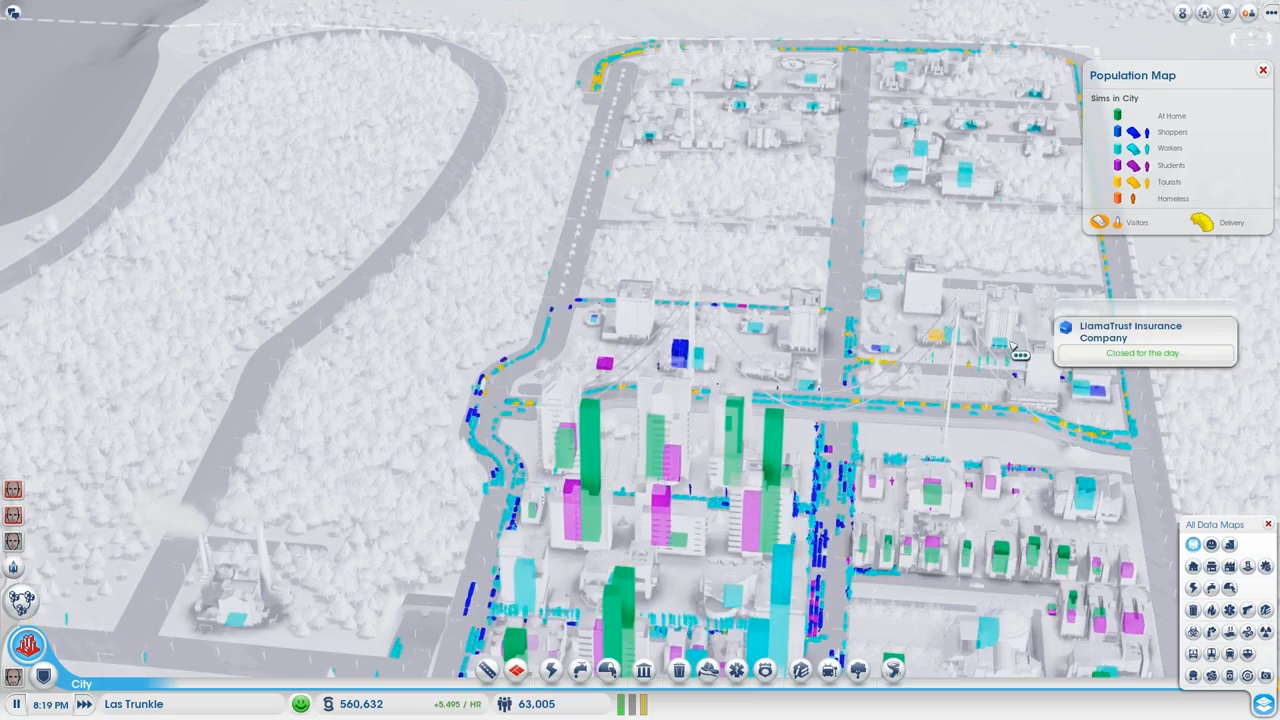 Population Map
Sims in City
At Home
Shoppers
Workers
Students
Tourists
Homeless
Visitors
Delivery
LlamaTrust Insurance
Company
Closed for the day
All Data Maps
City
8:19 PM
Las Trunkle
560,632
+5,495 / HR
63,005